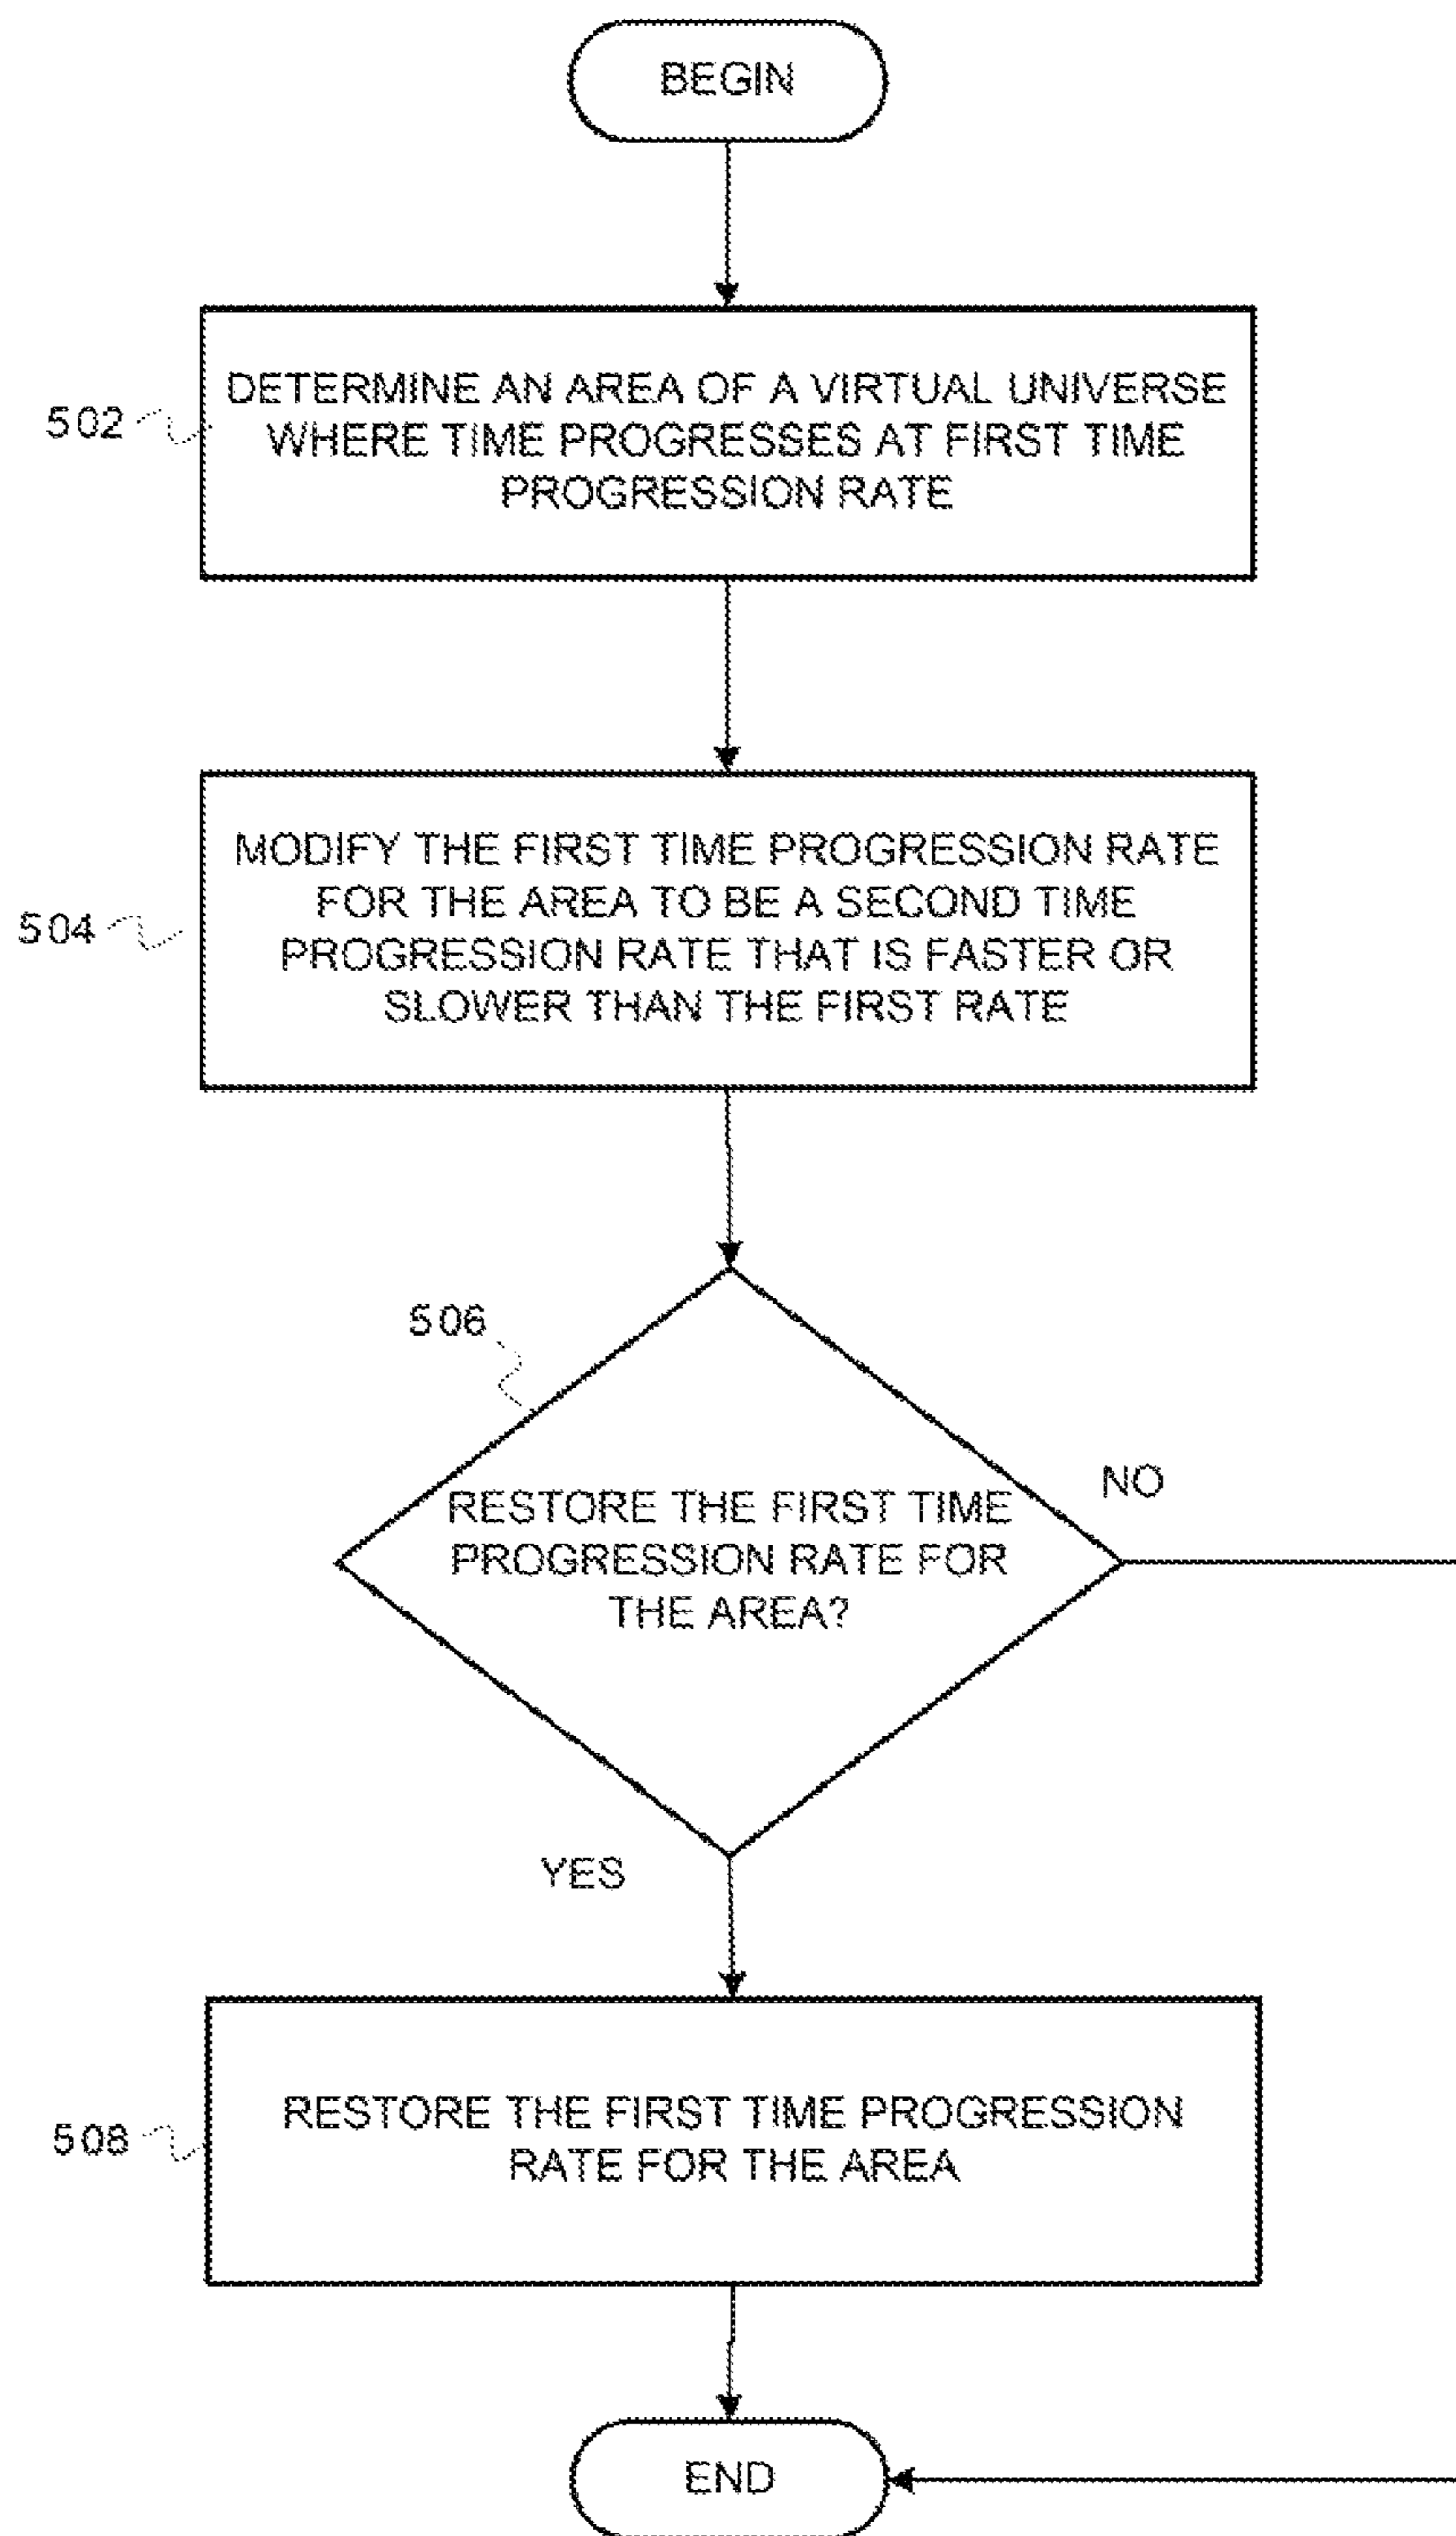 BEGIN
502
DETERMINE AN AREA OF A VIRTUAL UNIVERSE
WHERE TIME PROGRESSES AT FIRST TIME
PROGRESSION RATE
504
MODIFY THE FIRST TIME PROGRESSION RATE
FOR THE AREA TO BE A SECOND TIME
PROGRESSION RATE THAT IS FASTER OR
SLOWER THAN THE FIRST RATE
506
RESTORE THE FIRST TIME
PROGRESSION RATE FOR
THE AREA?
NO
YES
508
RESTORE THE FIRST TIME PROGRESSION
RATE FOR THE AREA
END